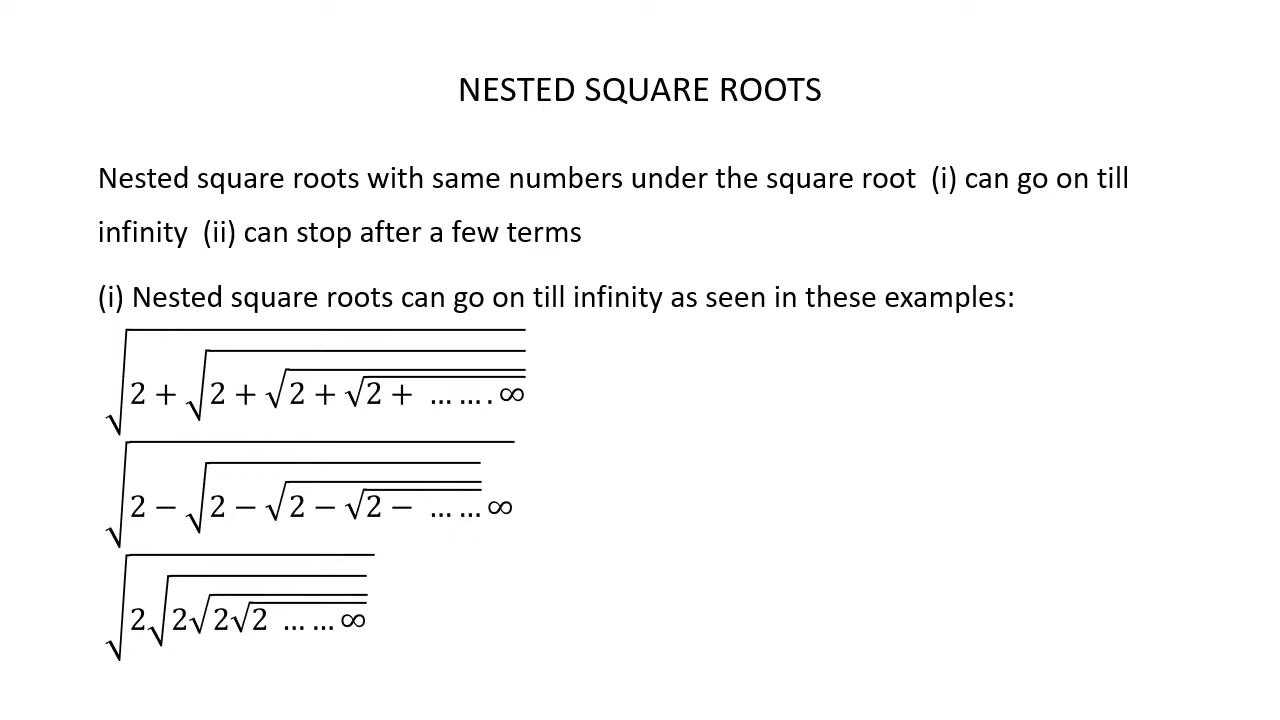 NESTED SQUARE ROOTS
Nested square roots with same numbers under the square root (i) can go on till
infinity (ii) can stop after a few terms
(i) Nested square roots can go on till infinity as seen in these examples:
√2 + √2 + √2 + √2 + … … . ∞
√2 − √2 − √2 − √2 − … … ∞
√2√2√2√2 … … ∞